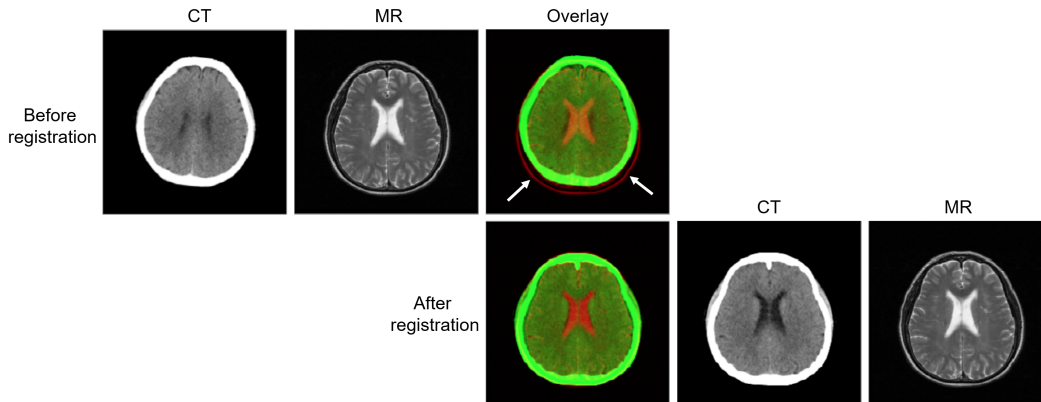 CT
MR
Overlay
Before
registration
CT
MR
After
registration